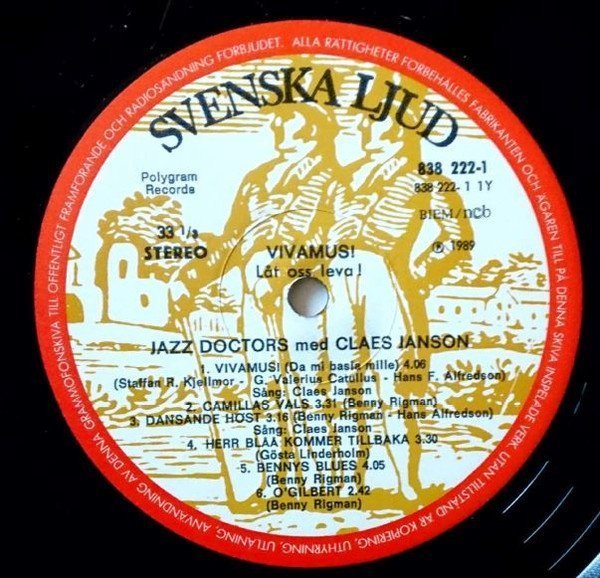 ANVÄNDNING AV DENNA GRAMMOFONSKIVA TILL OFFENTLIGT FRAMFÖRANDE OCH RADIOSÄNDNING FÖRBJUDET. ALLA RÄTTIGHETER FÖRBEHÅLLES FABRIKANTEN OCH ÄGAREN TILL PÅ DENNA SKIVA INSPELADE VERK. UTAN TILLSTÅND ÄR KOPIERING, UTHYRNING, UTLÅNING,
SVENSKA LJUD
Polygram
Records
838 222-1
838 222-1 1Y
BIEM/ncb
33 1/3
STEREO
℗ 1989
VIVAMUS!
Låt oss leva!
JAZZ DOCTORS med CLAES JANSON
1. VIVAMUS! (Da mi basia mille) 4.06
(Staffan R. Kjellmor - G. Valerius Catullus - Hans F. Alfredson)
Sång: Claes Janson
2. CAMILLAS VALS 3.31 (Benny Rigman)
3. DANSANDE HÖST 3.16 (Benny Rigman - Hans Alfredson)
Sång: Claes Janson
4. HERR BLÅÅ KOMMER TILLBAKA 3.30
(Gösta Linderholm)
5. BENNYS BLUES 4.05
(Benny Rigman)
6. O'GILBERT 2.42
(Benny Rigman)